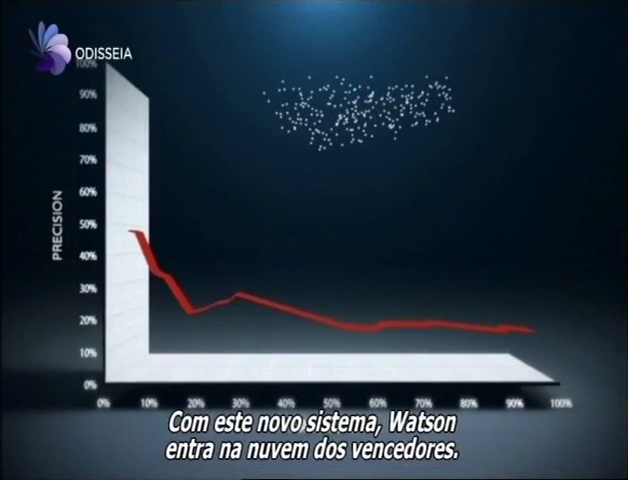 ODISSEIA
100%
90%
80%
70%
60%
50%
40%
30%
20%
10%
0%
PRECISION
0% 10% 20% 30% 40% 50% 60% 70% 80% 90% 100%
Com este novo sistema, Watson
entra na nuvem dos vencedores.